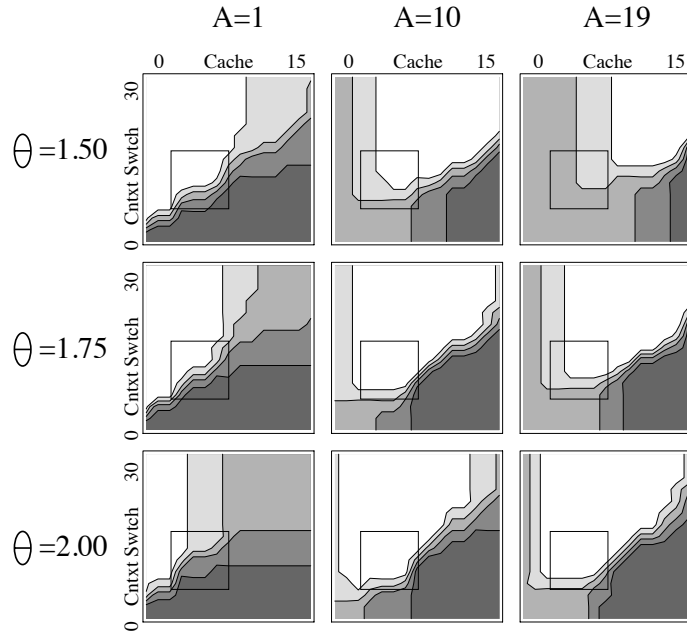 A=1 A=10 A=19
0 Cache 15 0 Cache 15 0 Cache 15
θ=1.50
0 Cntxt Swtch 30
θ=1.75
0 Cntxt Swtch 30
θ=2.00
0 Cntxt Swtch 30